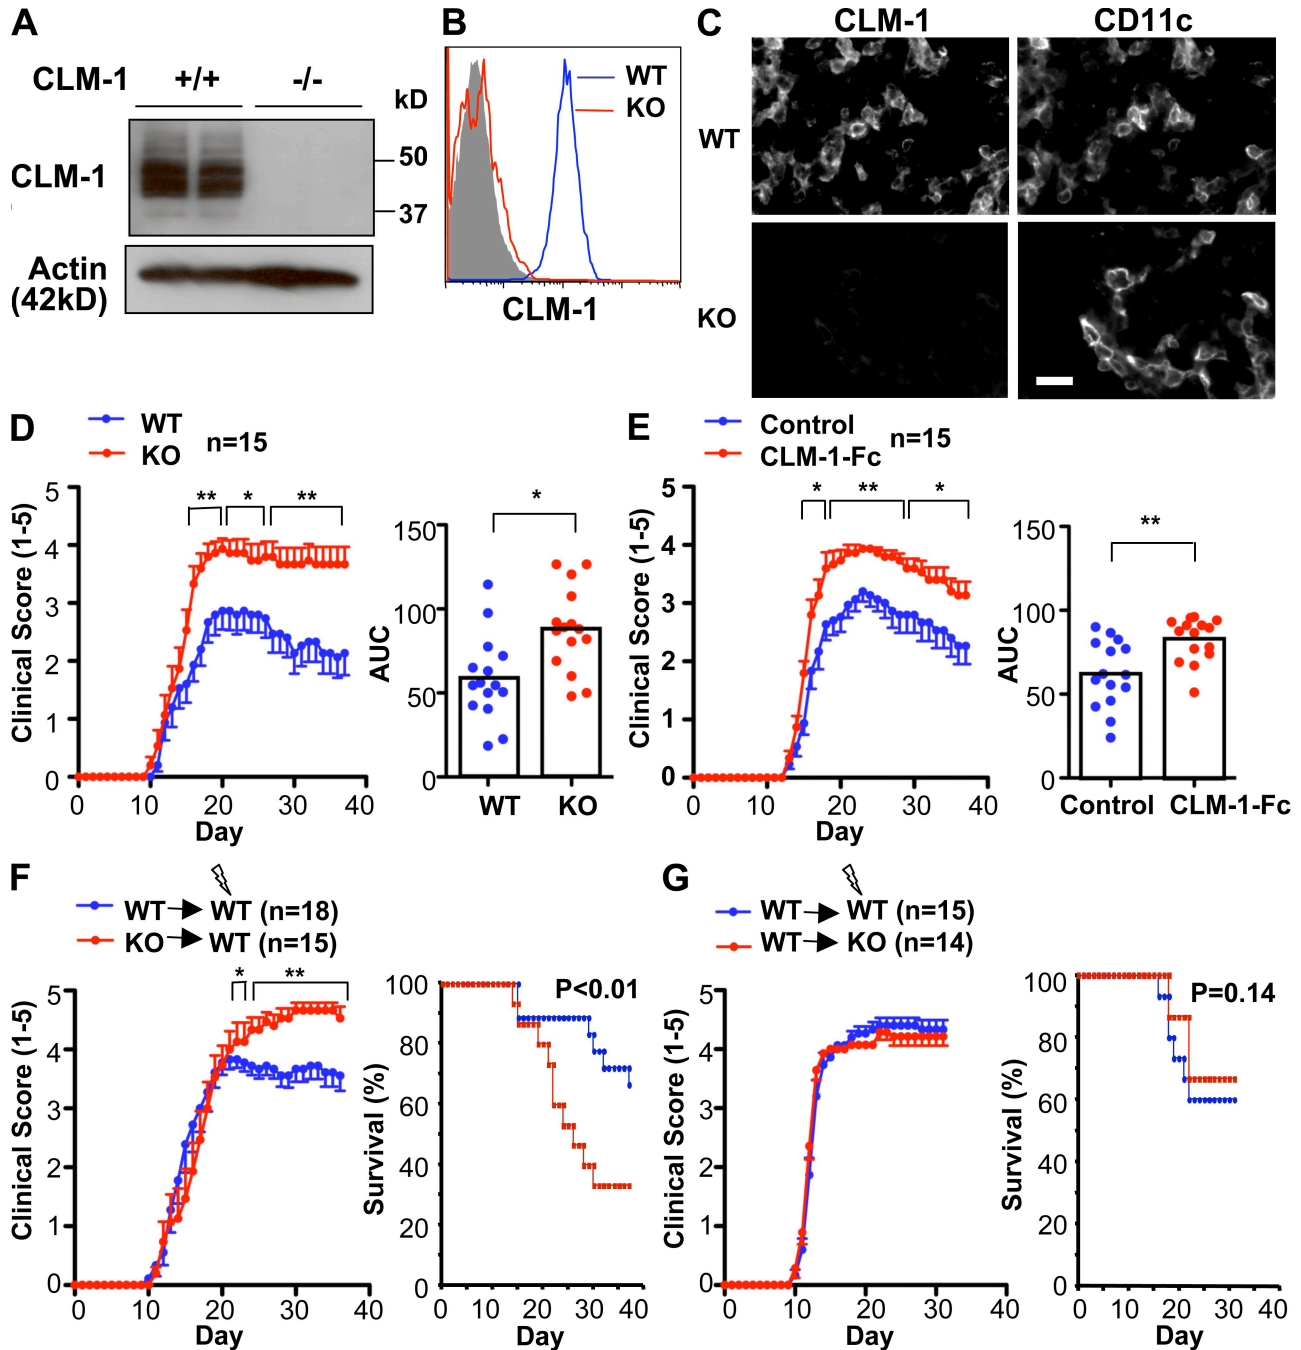 A
CLM-1 +/+ -/-
kD
CLM-1
50
37
Actin
(42kD)
B
WT
KO
CLM-1
C
CLM-1 CD11c
WT
KO
D
WT
KO
n=15
** * **
Clinical Score (1-5)
5
4
3
2
1
0
0 10 20 30 40
Day
*
AUC
150
100
50
0
WT KO
E
Control
CLM-1-Fc
n=15
* ** *
Clinical Score (1-5)
5
4
3
2
1
0
0 10 20 30 40
Day
**
AUC
150
100
50
0
Control CLM-1-Fc
F
WT WT (n=18)
KO WT (n=15)
* **
Clinical Score (1-5)
5
4
3
2
1
0
0 10 20 30 40
Day
P<0.01
Survival (%)
100
80
60
40
20
0
0 10 20 30 40
Day
G
WT WT (n=15)
WT KO (n=14)
Clinical Score (1-5)
5
4
3
2
1
0
0 10 20 30 40
Day
P=0.14
Survival (%)
100
80
60
40
20
0
0 10 20 30 40
Day